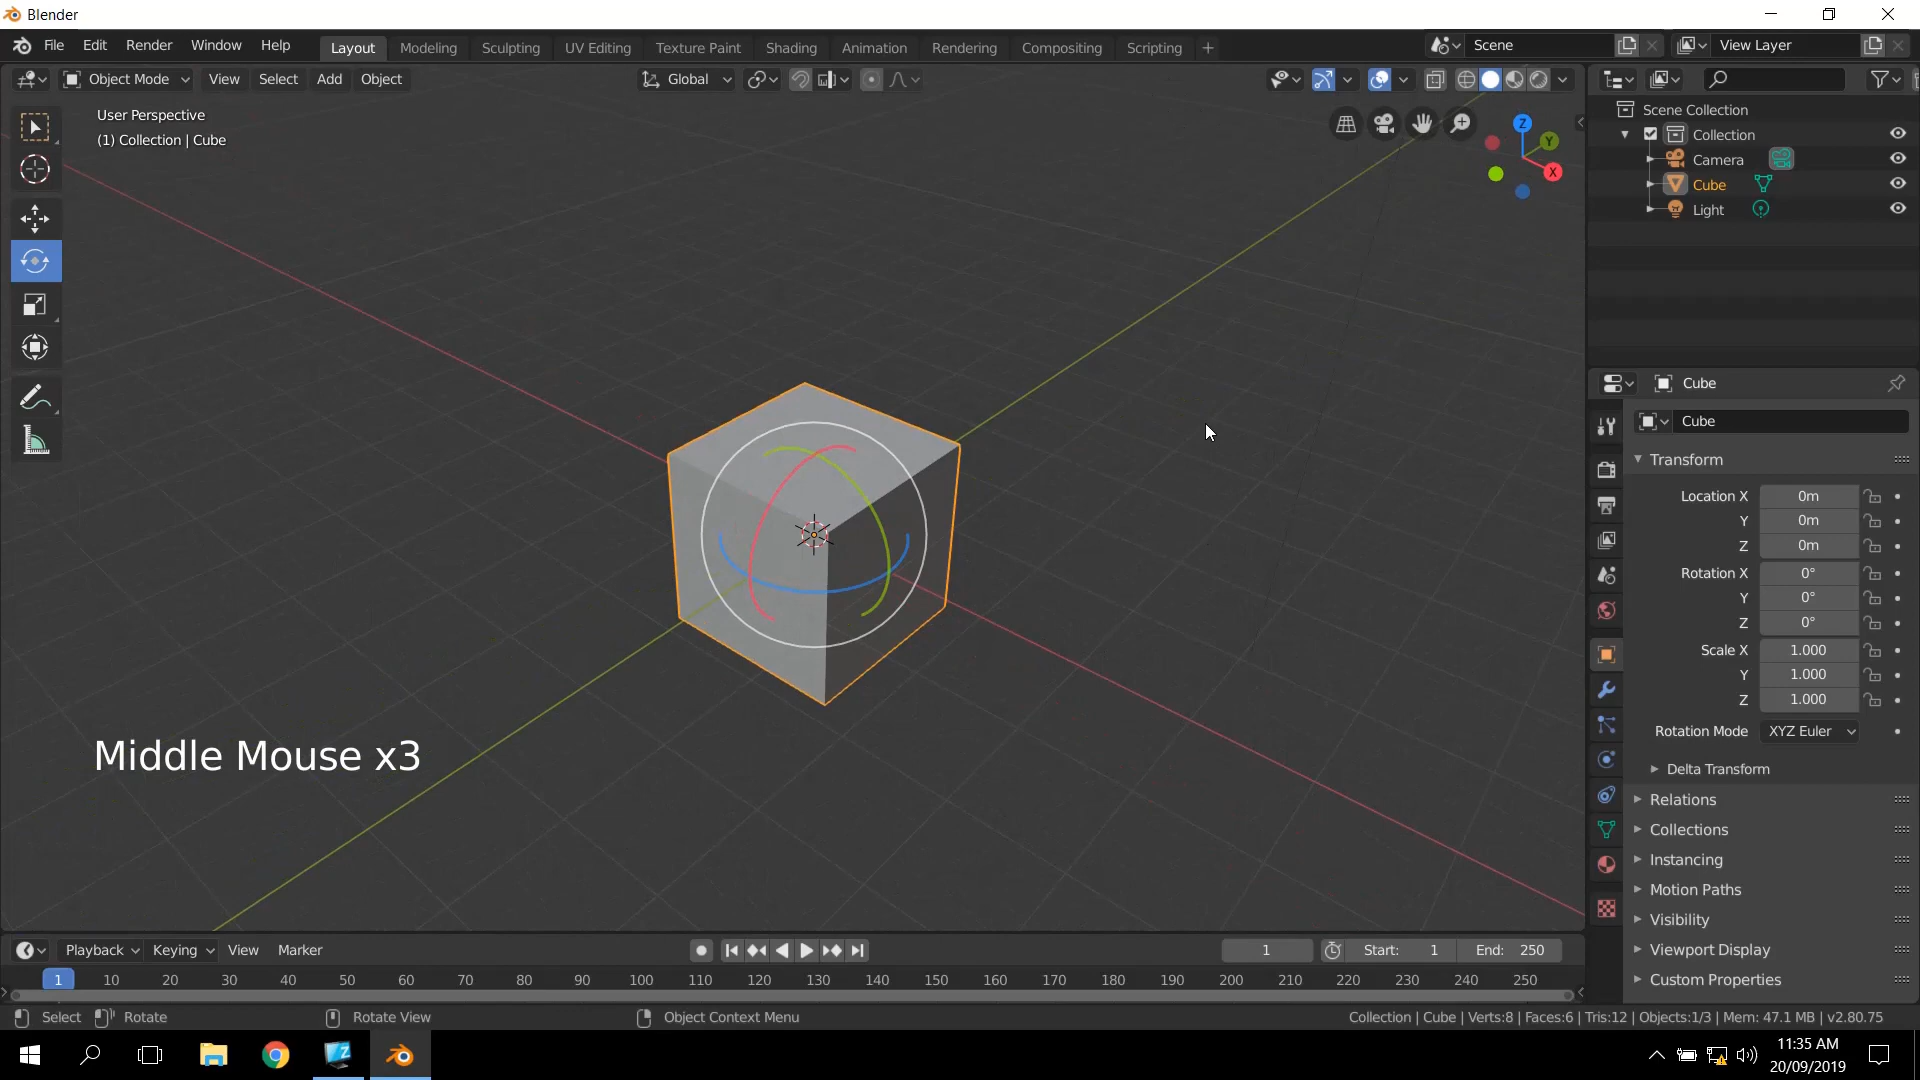 Blender
File Edit Render Window Help Layout Modeling Sculpting UV Editing Texture Paint Shading Animation Rendering Compositing Scripting + Scene View Layer
Object Mode View Select Add Object Global
User Perspective
(1) Collection | Cube
Z
Y
X
Scene Collection
Collection
Camera
Cube
Light
Cube
Cube
Transform
Location X 0m
Y 0m
Z 0m
Rotation X 0°
Y 0°
Z 0°
Scale X 1.000
Y 1.000
Z 1.000
Rotation Mode XYZ Euler
Delta Transform
Relations
Collections
Instancing
Motion Paths
Visibility
Viewport Display
Custom Properties
Middle Mouse x3
Playback Keying View Marker 1 Start: 1 End: 250
1 10 20 30 40 50 60 70 80 90 100 110 120 130 140 150 160 170 180 190 200 210 220 230 240 250
Select Rotate Rotate View Object Context Menu Collection | Cube | Verts:8 | Faces:6 | Tris:12 | Objects:1/3 | Mem: 47.1 MB | v2.80.75
11:35 AM
20/09/2019